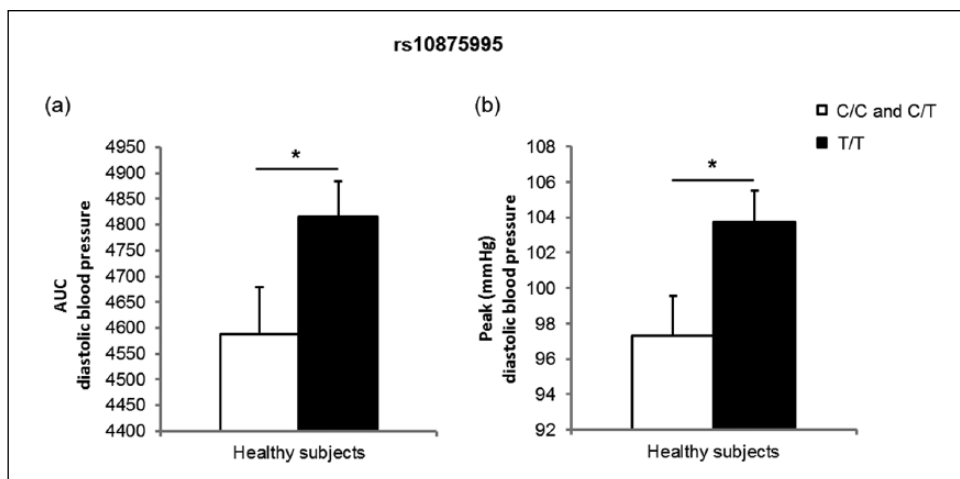 rs10875995
(a)
AUC
diastolic blood pressure
4950
4900
4850
4800
4750
4700
4650
4600
4550
4500
4450
4400
*
Healthy subjects
(b)
Peak (mmHg)
diastolic blood pressure
108
106
104
102
100
98
96
94
92
*
Healthy subjects
C/C and C/T
T/T